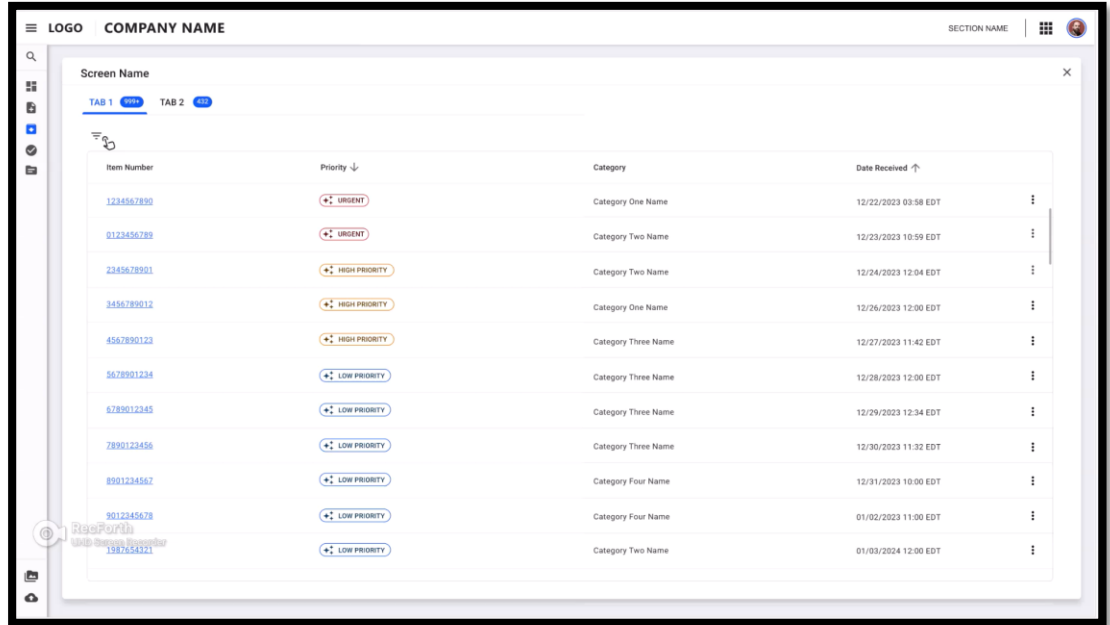 LOGO COMPANY NAME SECTION NAME
Screen Name
TAB 1 999+ TAB 2 432
Item Number Priority Category Date Received
1234567890 URGENT Category One Name 12/22/2023 03:58 EDT
0123456789 URGENT Category Two Name 12/23/2023 10:59 EDT
2345678901 HIGH PRIORITY Category Two Name 12/24/2023 12:04 EDT
3456789012 HIGH PRIORITY Category One Name 12/26/2023 12:00 EDT
4567890123 HIGH PRIORITY Category Three Name 12/27/2023 11:42 EDT
5678901234 LOW PRIORITY Category Three Name 12/28/2023 12:00 EDT
6789012345 LOW PRIORITY Category Three Name 12/29/2023 12:34 EDT
7890123456 LOW PRIORITY Category Three Name 12/30/2023 11:32 EDT
8901234567 LOW PRIORITY Category Four Name 12/31/2023 10:00 EDT
9012345678 LOW PRIORITY Category Four Name 01/02/2023 11:00 EDT
RecForth
UHD Screen Recorder
1987654321 LOW PRIORITY Category Two Name 01/03/2024 12:00 EDT